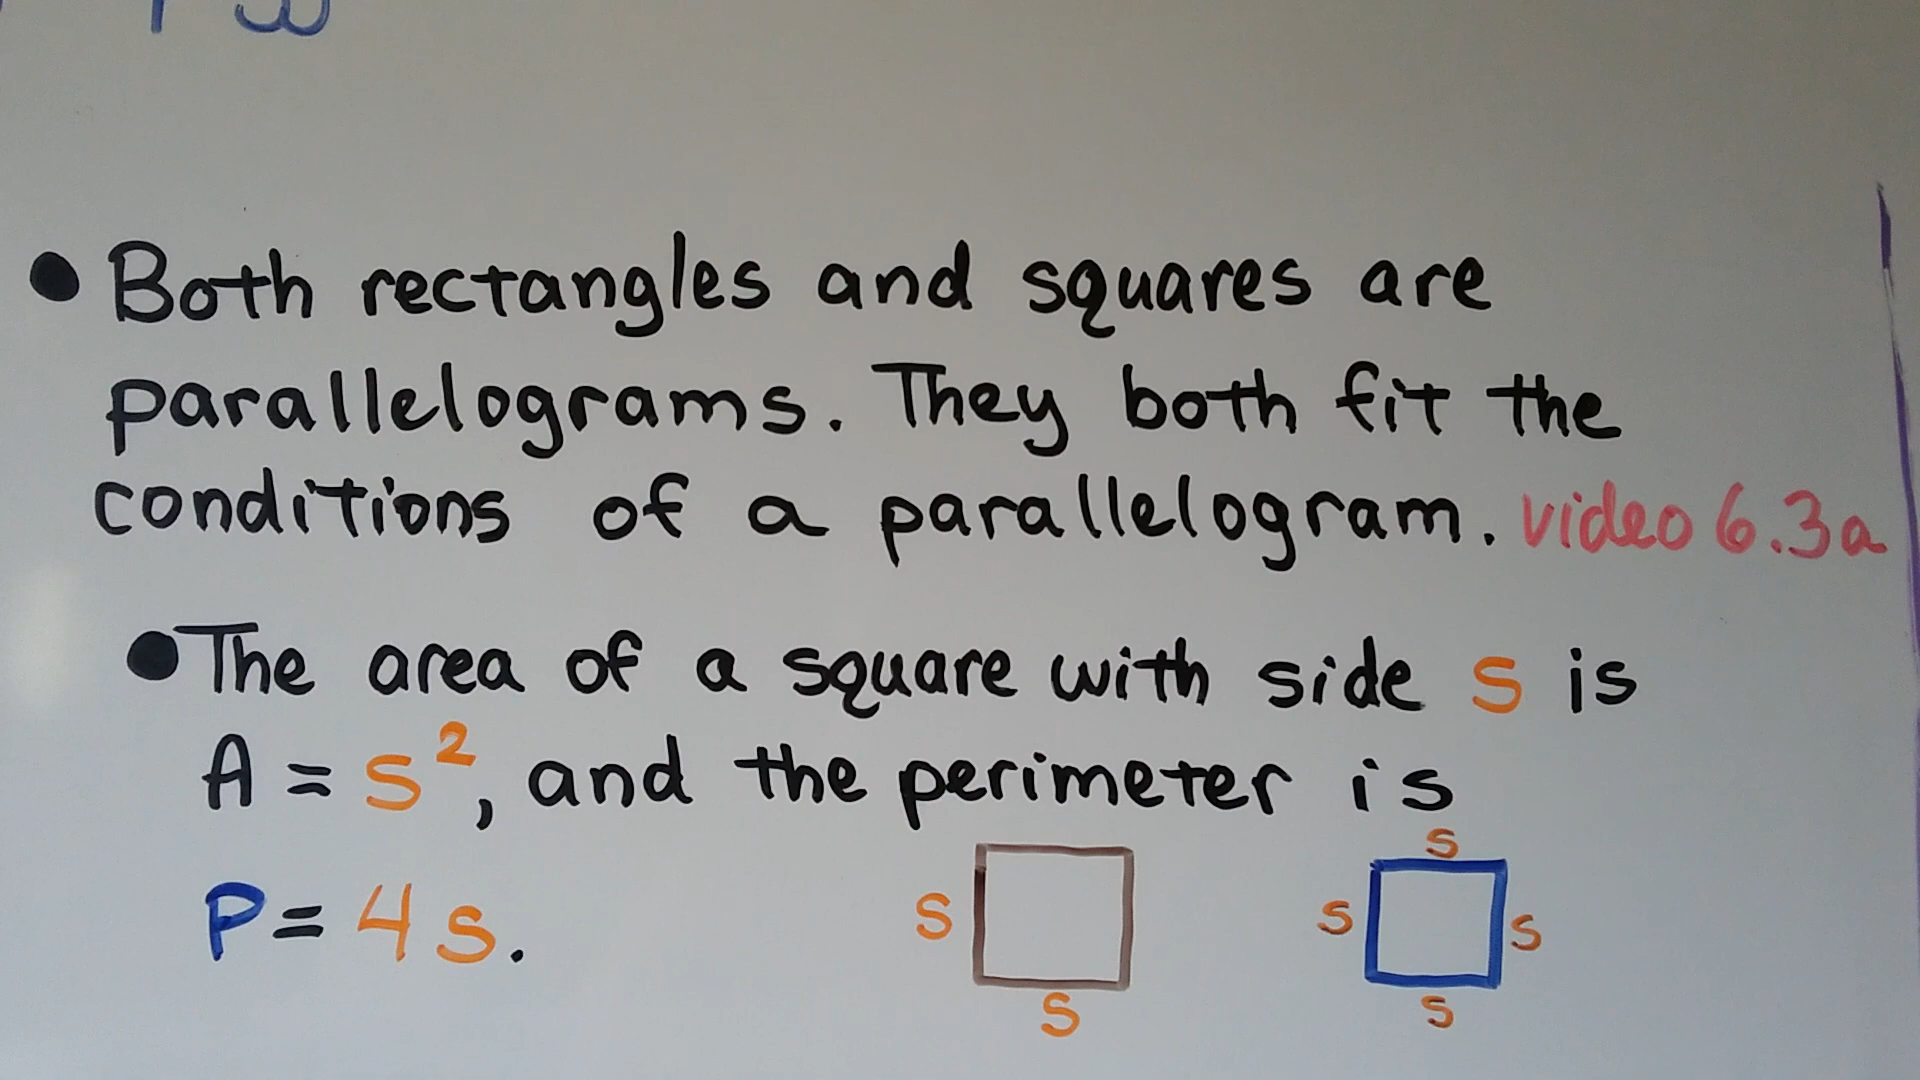 • Both rectangles and squares are
parallelograms. They both fit the
conditions of a parallelogram. video 6.3a
• The area of a square with side s is
A = s², and the perimeter is
P = 4s.
s
s
s
s
s
s